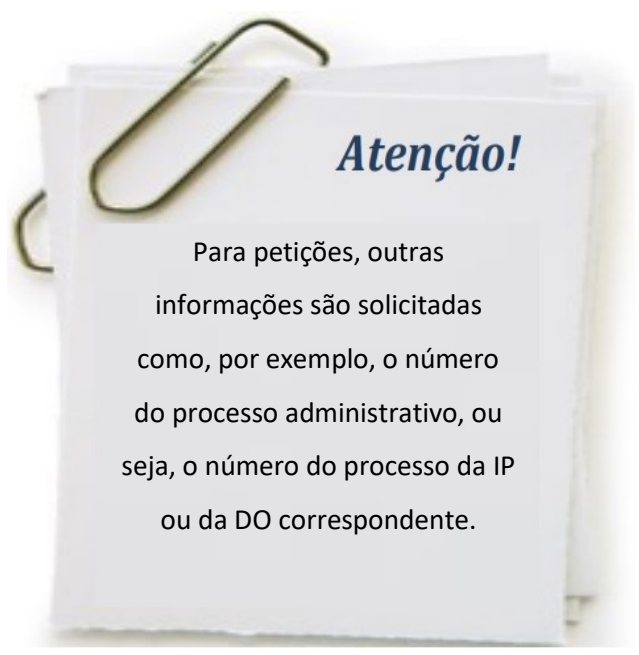 Atenção!
Para petições, outras
informações são solicitadas
como, por exemplo, o número
do processo administrativo, ou
seja, o número do processo da IP
ou da DO correspondente.